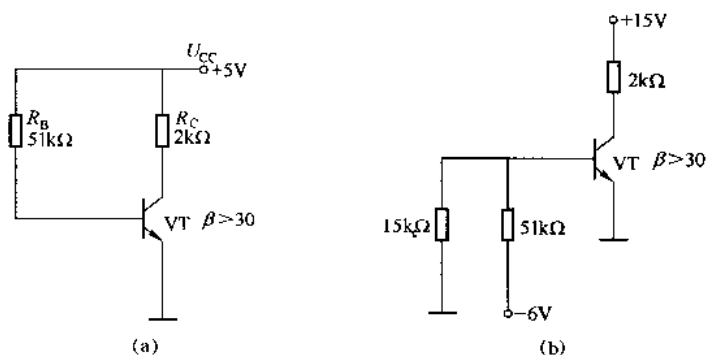 U_CC
+5V
R_B
51kΩ
R_C
2kΩ
VT β>30
(a)
+15V
2kΩ
VT β>30
15kΩ
51kΩ
-6V
(b)